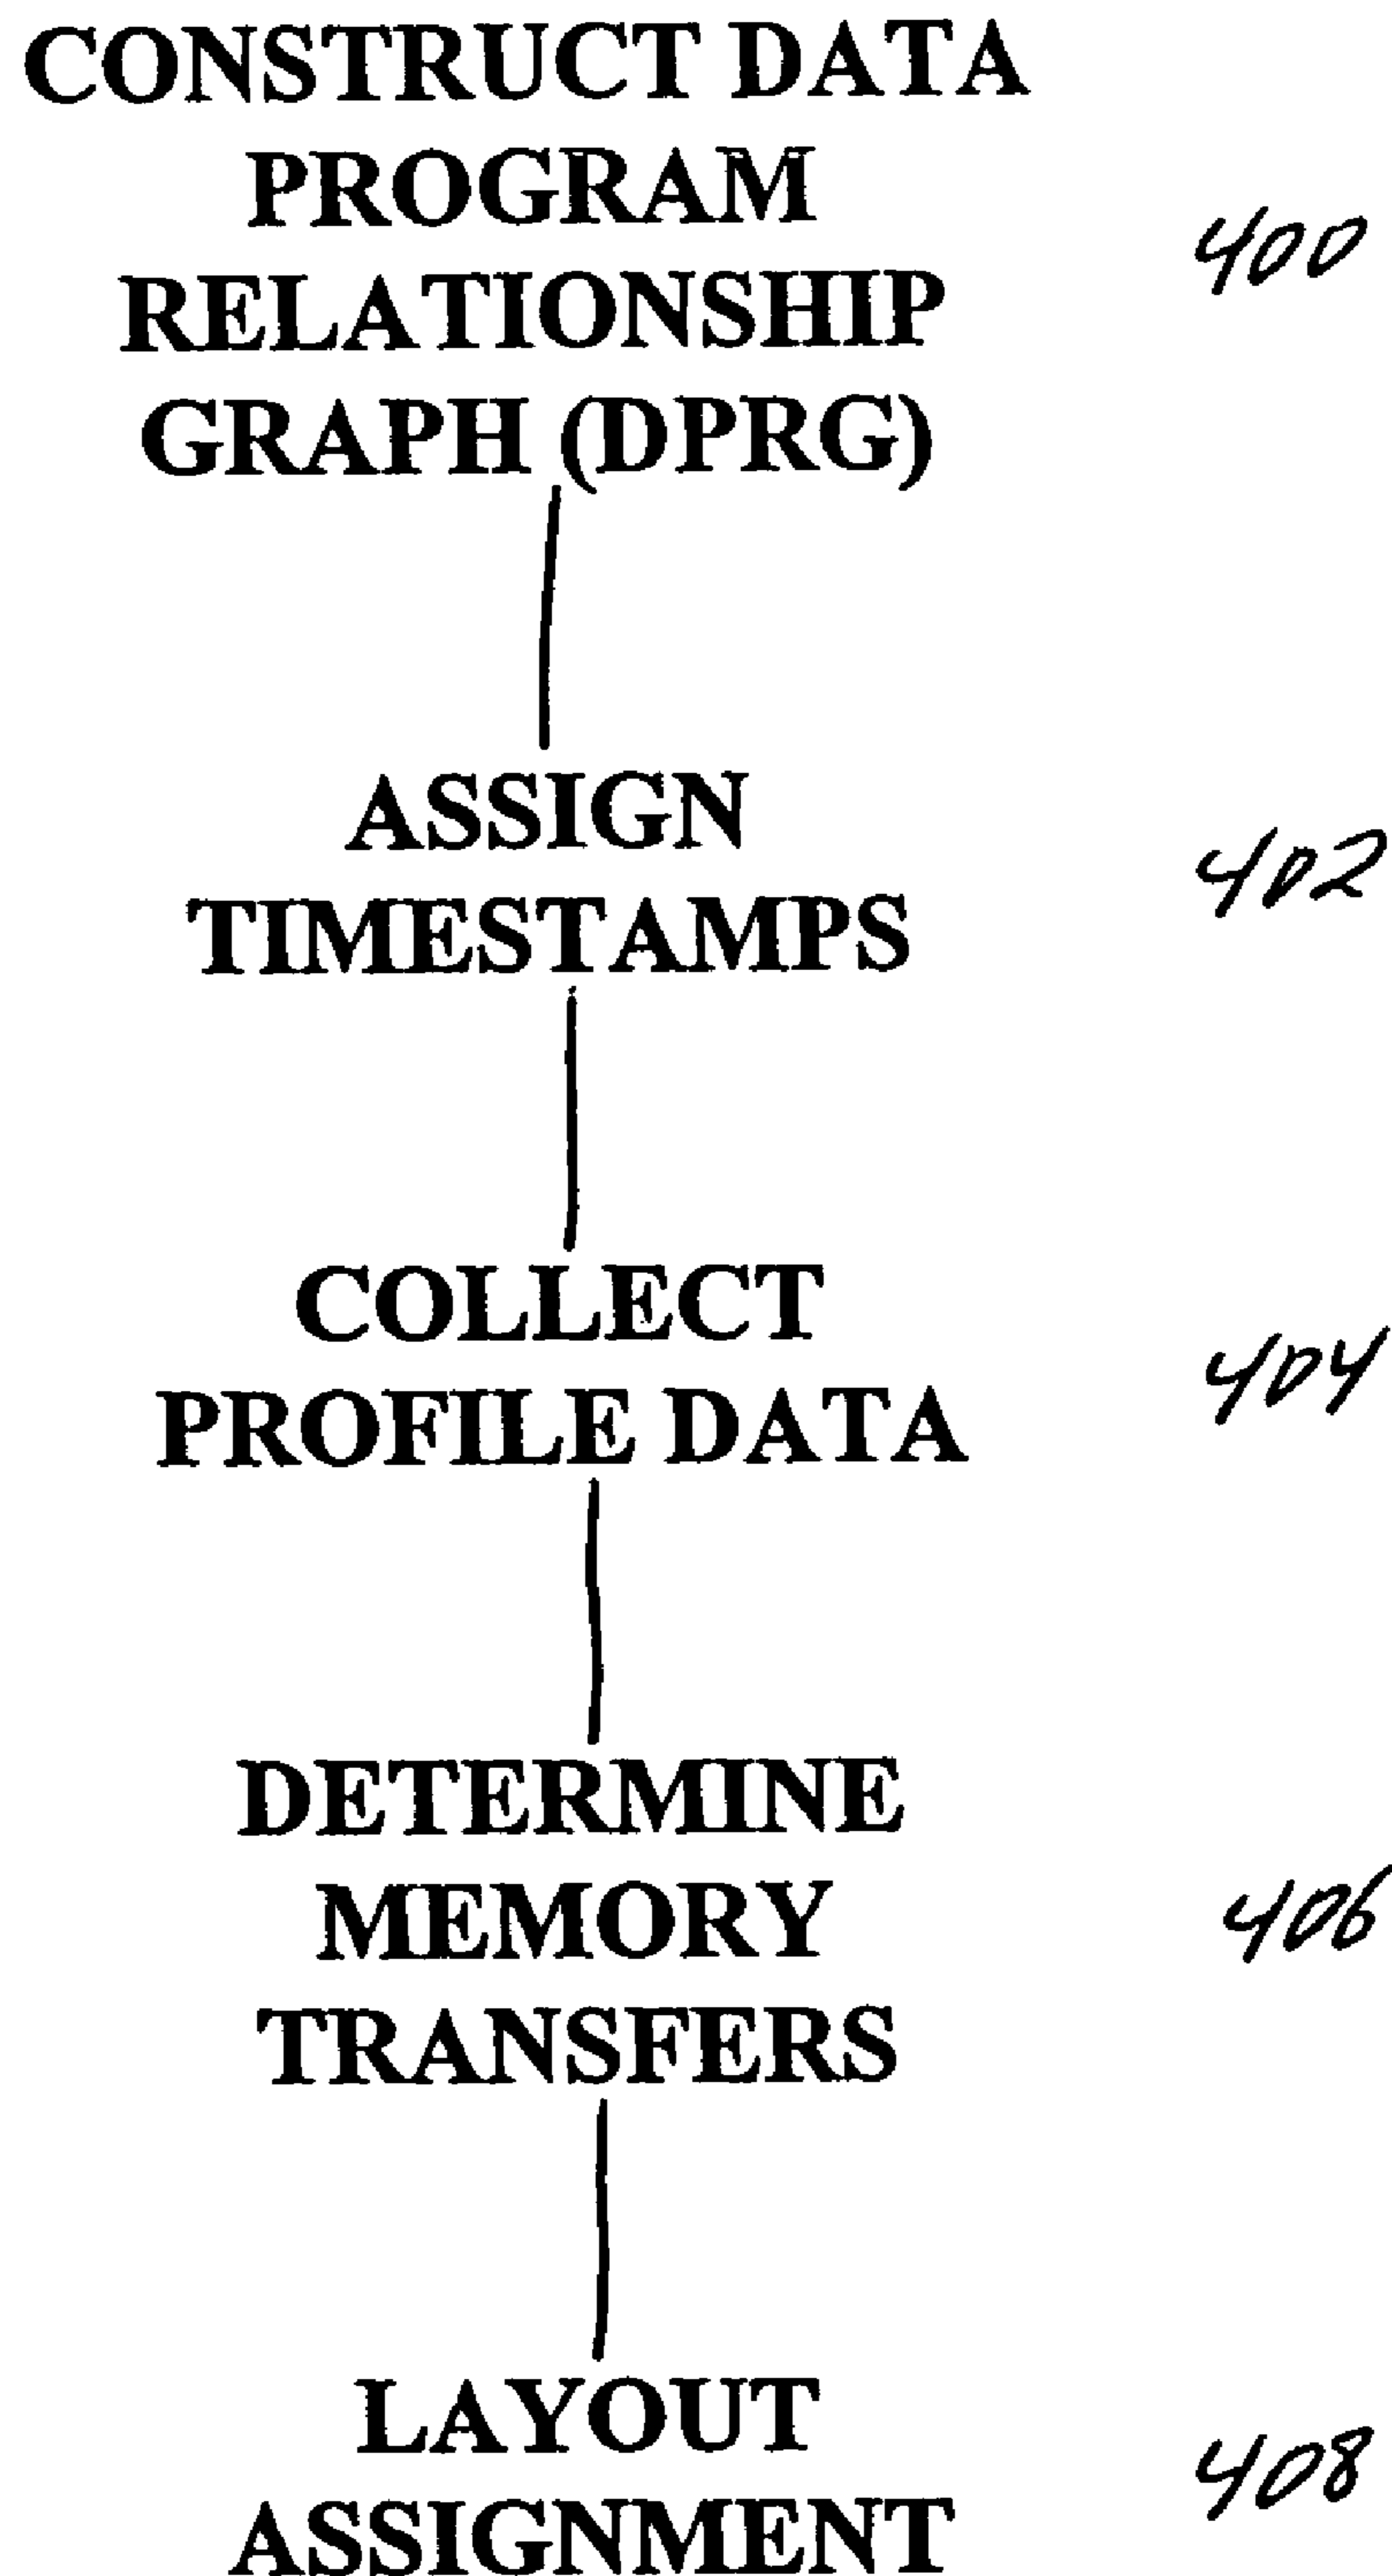 CONSTRUCT DATA
PROGRAM
400
RELATIONSHIP
GRAPH (DPRG)
ASSIGN
402
TIMESTAMPS
COLLECT
404
PROFILE DATA
DETERMINE
MEMORY
406
TRANSFERS
LAYOUT
408
ASSIGNMENT